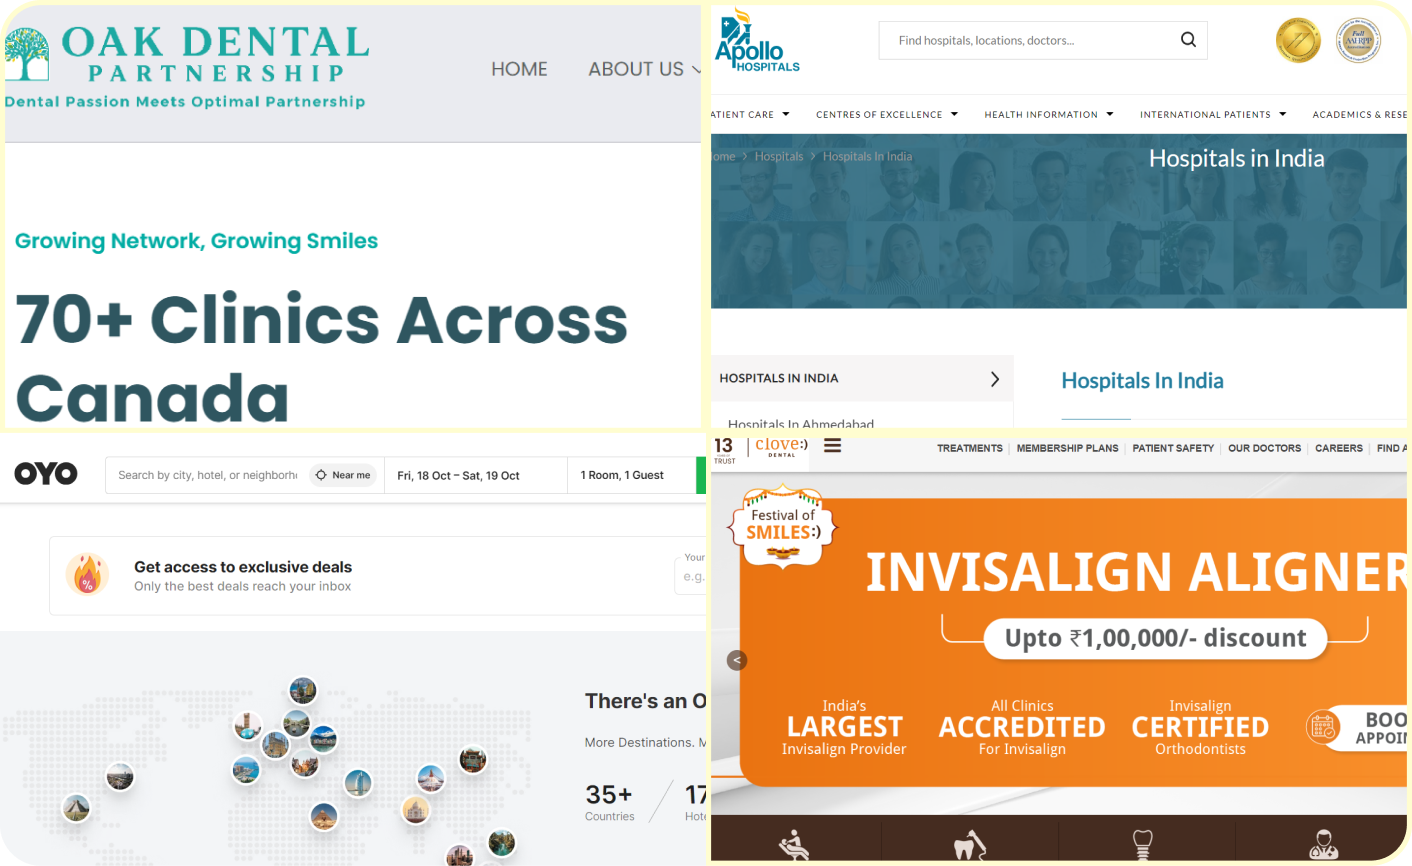 OAK DENTAL
PARTNERSHIP
Dental Passion Meets Optimal Partnership
HOME
ABOUT US
Growing Network, Growing Smiles
70+ Clinics Across
Canada
Apollo
HOSPITALS
Find hospitals, locations, doctors...
ATIENT CARE
CENTRES OF EXCELLENCE
HEALTH INFORMATION
INTERNATIONAL PATIENTS
ACADEMICS & RESE
ome > Hospitals > Hospitals In India
Hospitals in India
HOSPITALS IN INDIA
Hospitals In India
Hospitals In Ahmedabad
OYO
Search by city, hotel, or neighborho
Near me
Fri, 18 Oct – Sat, 19 Oct
1 Room, 1 Guest
Get access to exclusive deals
Only the best deals reach your inbox
Your
e.g.
There's an O
More Destinations. M
35+
Countries
17
Hote
13
TRUST
clove:)
DENTAL
TREATMENTS
MEMBERSHIP PLANS
PATIENT SAFETY
OUR DOCTORS
CAREERS
FIND A
Festival of
SMILES:)
INVISALIGN ALIGNER
Upto ₹1,00,000/- discount
<
India's
LARGEST
Invisalign Provider
All Clinics
ACCREDITED
For Invisalign
Invisalign
CERTIFIED
Orthodontists
BOO
APPOIN